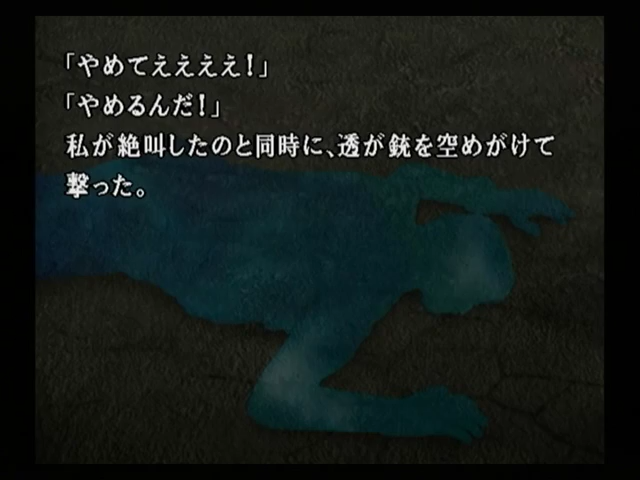 「やめてええええ！」
「やめるんだ！」
私が絶叫したのと同時に、透が銃を空めがけて
撃った。